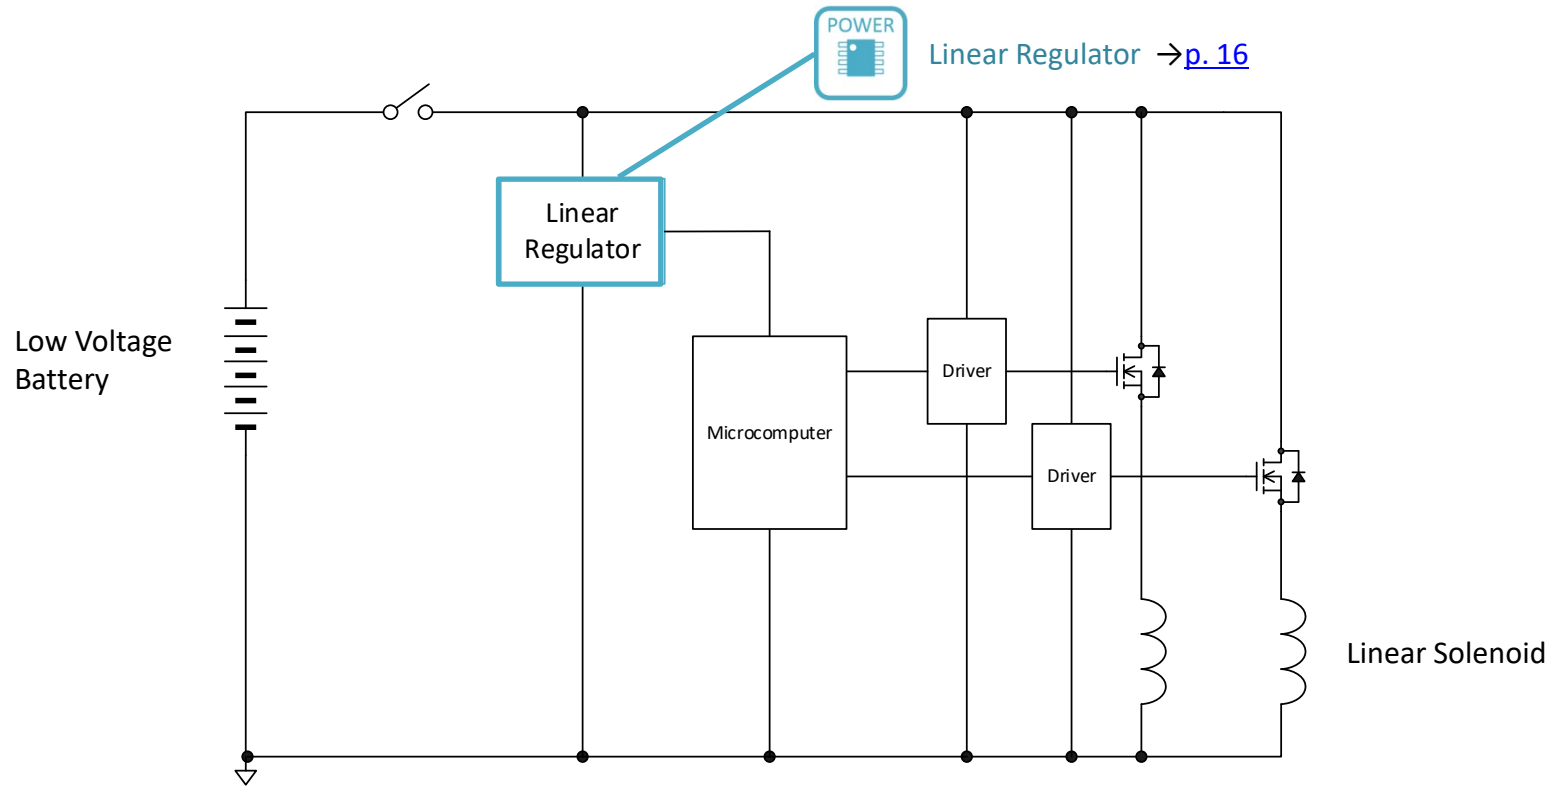 POWER
Linear Regulator →p. 16
Linear
Regulator
Low Voltage
Battery
Driver
Microcomputer
Driver
Linear Solenoid